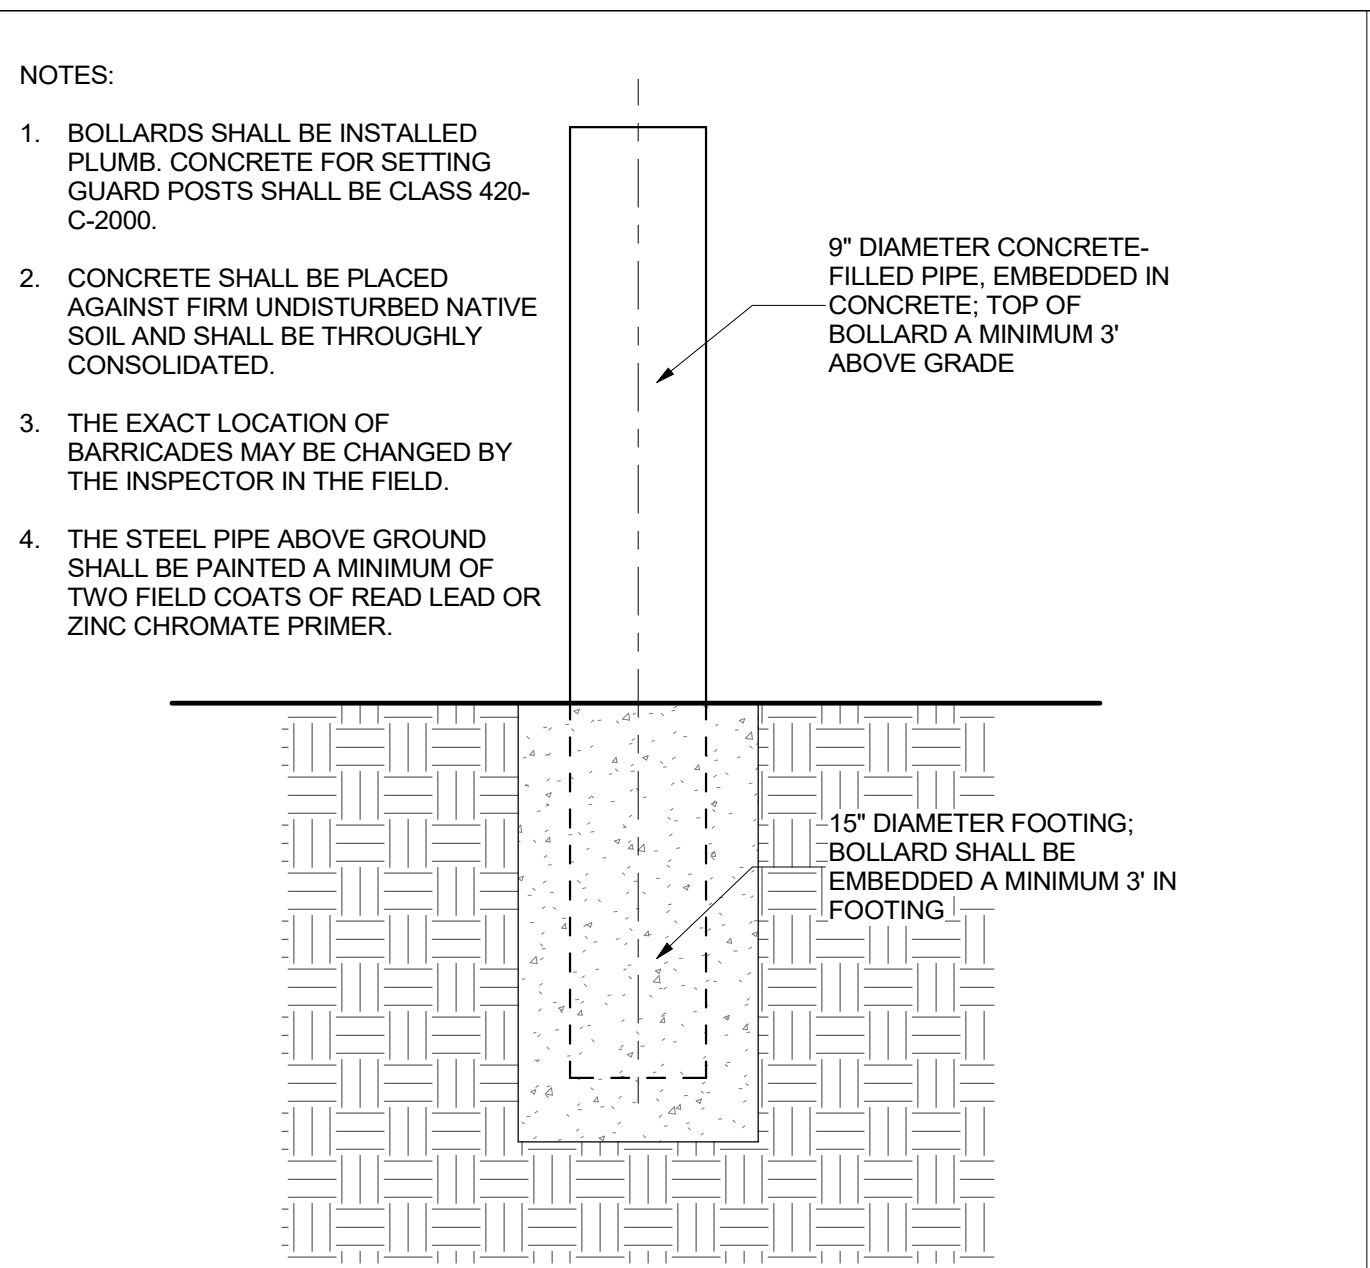 NOTES:
1. BOLLARDS SHALL BE INSTALLED
PLUMB. CONCRETE FOR SETTING
GUARD POSTS SHALL BE CLASS 420-
C-2000.
2. CONCRETE SHALL BE PLACED
AGAINST FIRM UNDISTURBED NATIVE
SOIL AND SHALL BE THROUGHLY
CONSOLIDATED.
3. THE EXACT LOCATION OF
BARRICADES MAY BE CHANGED BY
THE INSPECTOR IN THE FIELD.
4. THE STEEL PIPE ABOVE GROUND
SHALL BE PAINTED A MINIMUM OF
TWO FIELD COATS OF READ LEAD OR
ZINC CHROMATE PRIMER.
9" DIAMETER CONCRETE-
FILLED PIPE, EMBEDDED IN
CONCRETE; TOP OF
BOLLARD A MINIMUM 3'
ABOVE GRADE
15" DIAMETER FOOTING;
BOLLARD SHALL BE
EMBEDDED A MINIMUM 3' IN
FOOTING